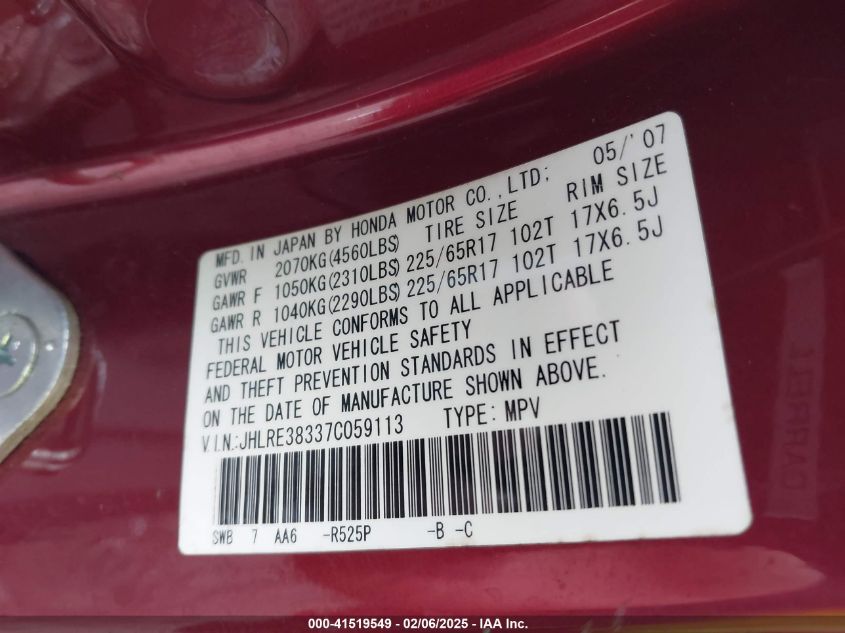 MFD. IN JAPAN BY HONDA MOTOR CO.,LTD; 05/'07
GVWR 2070KG(4560LBS) TIRE SIZE RIM SIZE
GAWR F 1050KG(2310LBS) 225/65R17 102T 17X6.5J
GAWR R 1040KG(2290LBS) 225/65R17 102T 17X6.5J
THIS VEHICLE CONFORMS TO ALL APPLICABLE
FEDERAL MOTOR VEHICLE SAFETY
AND THEFT PREVENTION STANDARDS IN EFFECT
ON THE DATE OF MANUFACTURE SHOWN ABOVE.
V.I.N.:JHLRE38337C059113 TYPE: MPV
SWB 7 AA6 -R525P -B -C
CARRELL
000-41519549 - 02/06/2025 - IAA Inc.